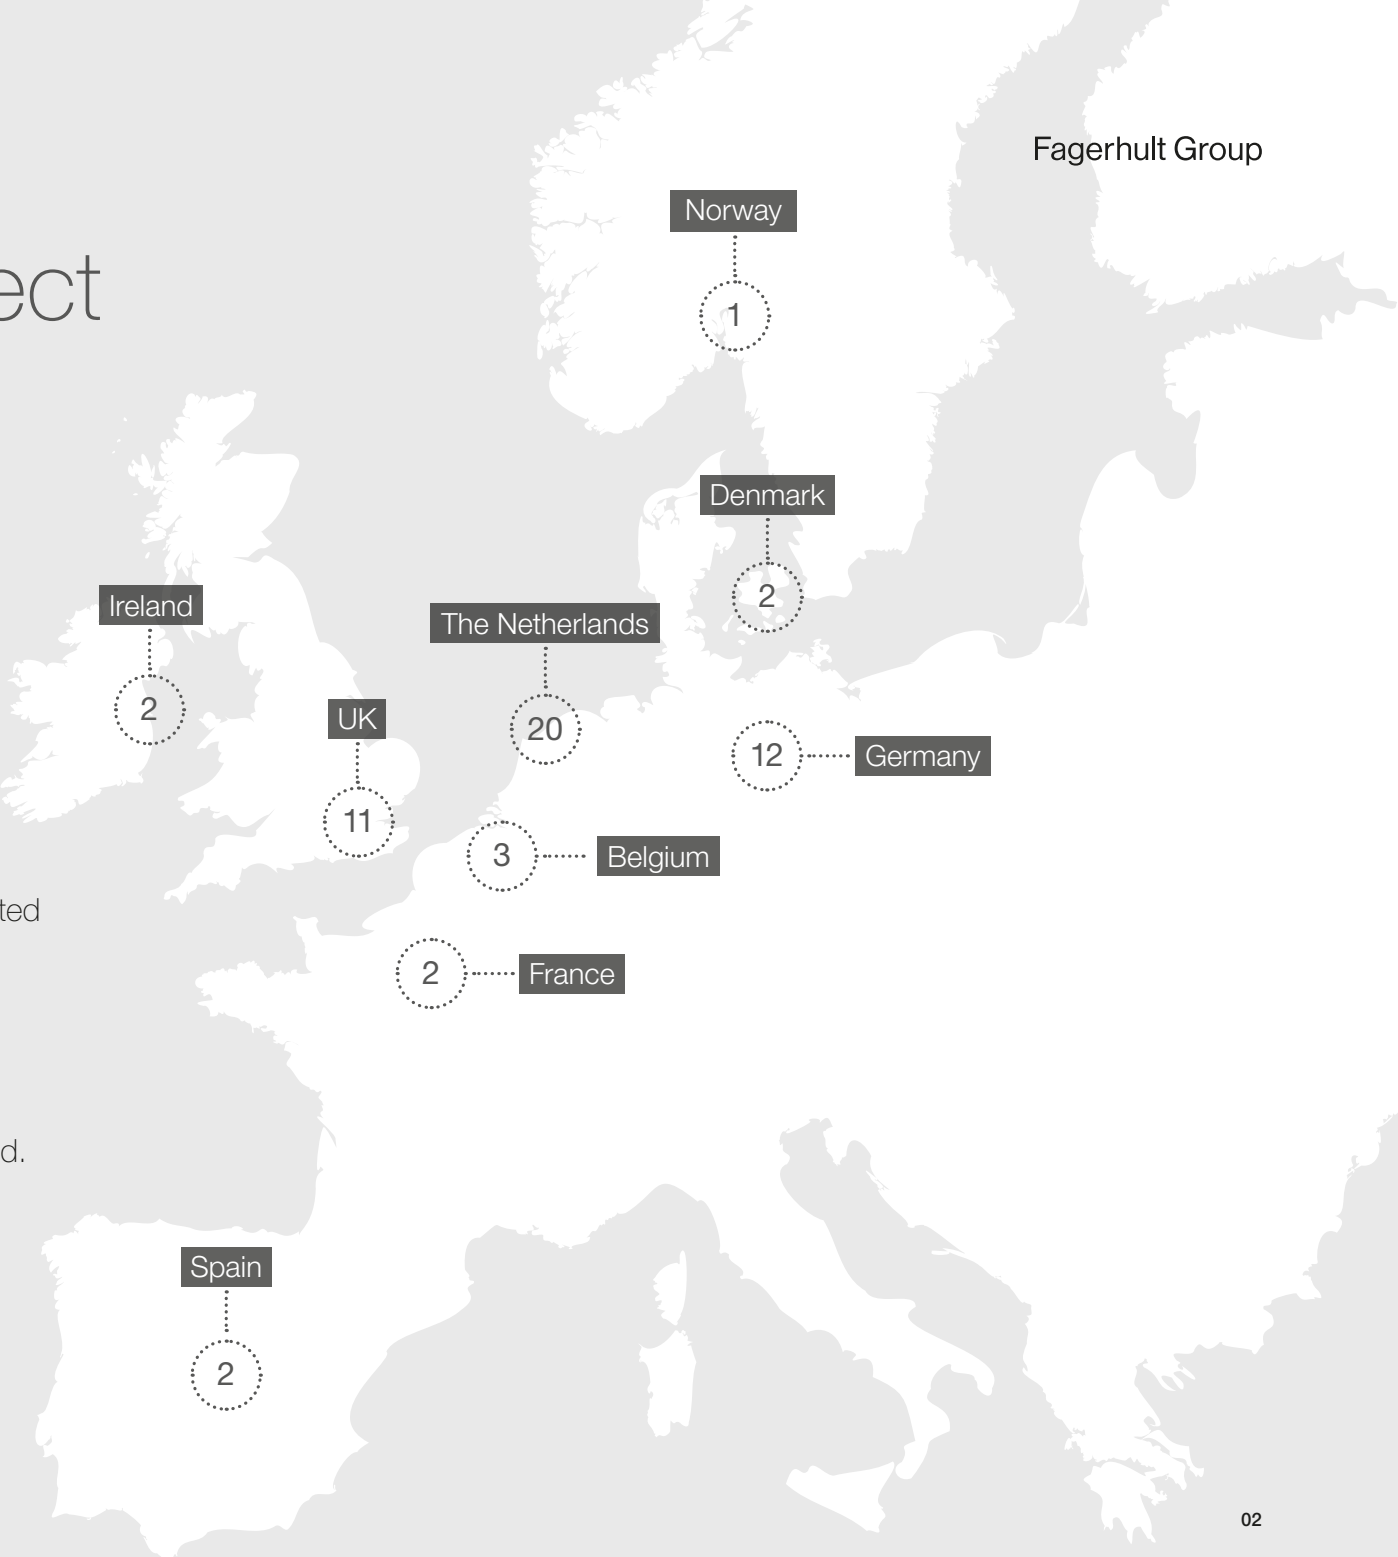 Fagerhult Group
ect
Norway
1
Denmark
2
Ireland
2
The Netherlands
20
UK
11
12
Germany
3
Belgium
ted
2
France
d.
Spain
2
02